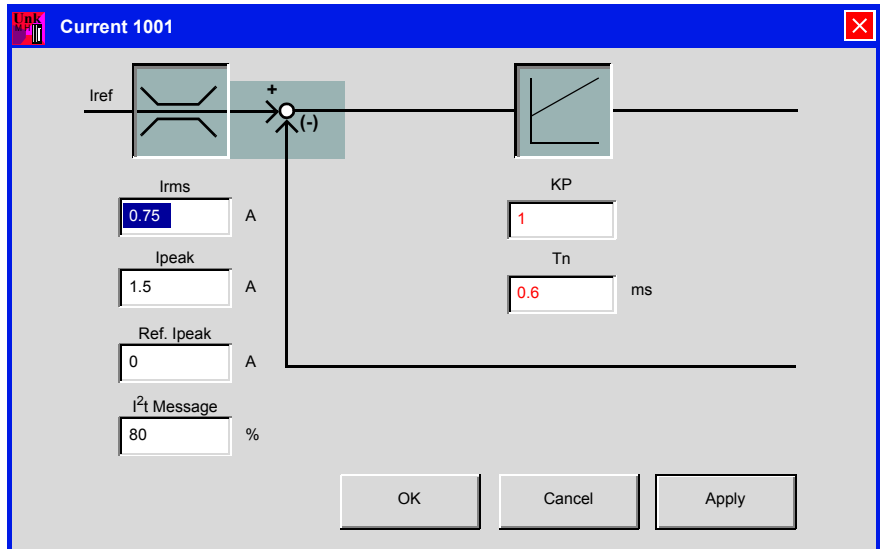 Unk
Current 1001
Iref
+
(-)
Irms
0.75 A
Ipeak
1.5 A
Ref. Ipeak
0 A
I²t Message
80 %
KP
1
Tn
0.6 ms
OK
Cancel
Apply